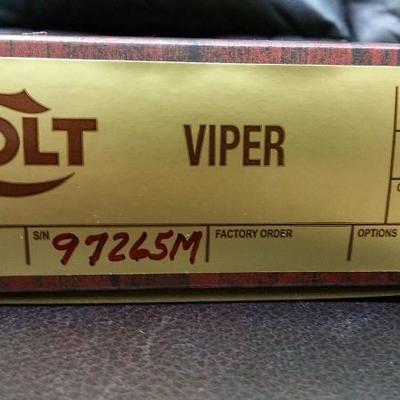 OLT VIPER
S/N 97265M FACTORY ORDER OPTIONS